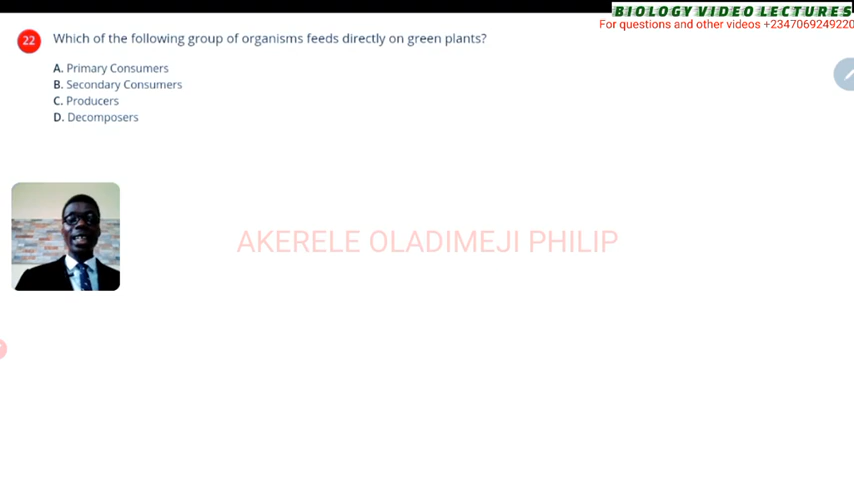 BIOLOGY VIDEO LECTURES
For questions and other videos +2347069249220
22 Which of the following group of organisms feeds directly on green plants?
A. Primary Consumers
B. Secondary Consumers
C. Producers
D. Decomposers
AKERELE OLADIMEJI PHILIP